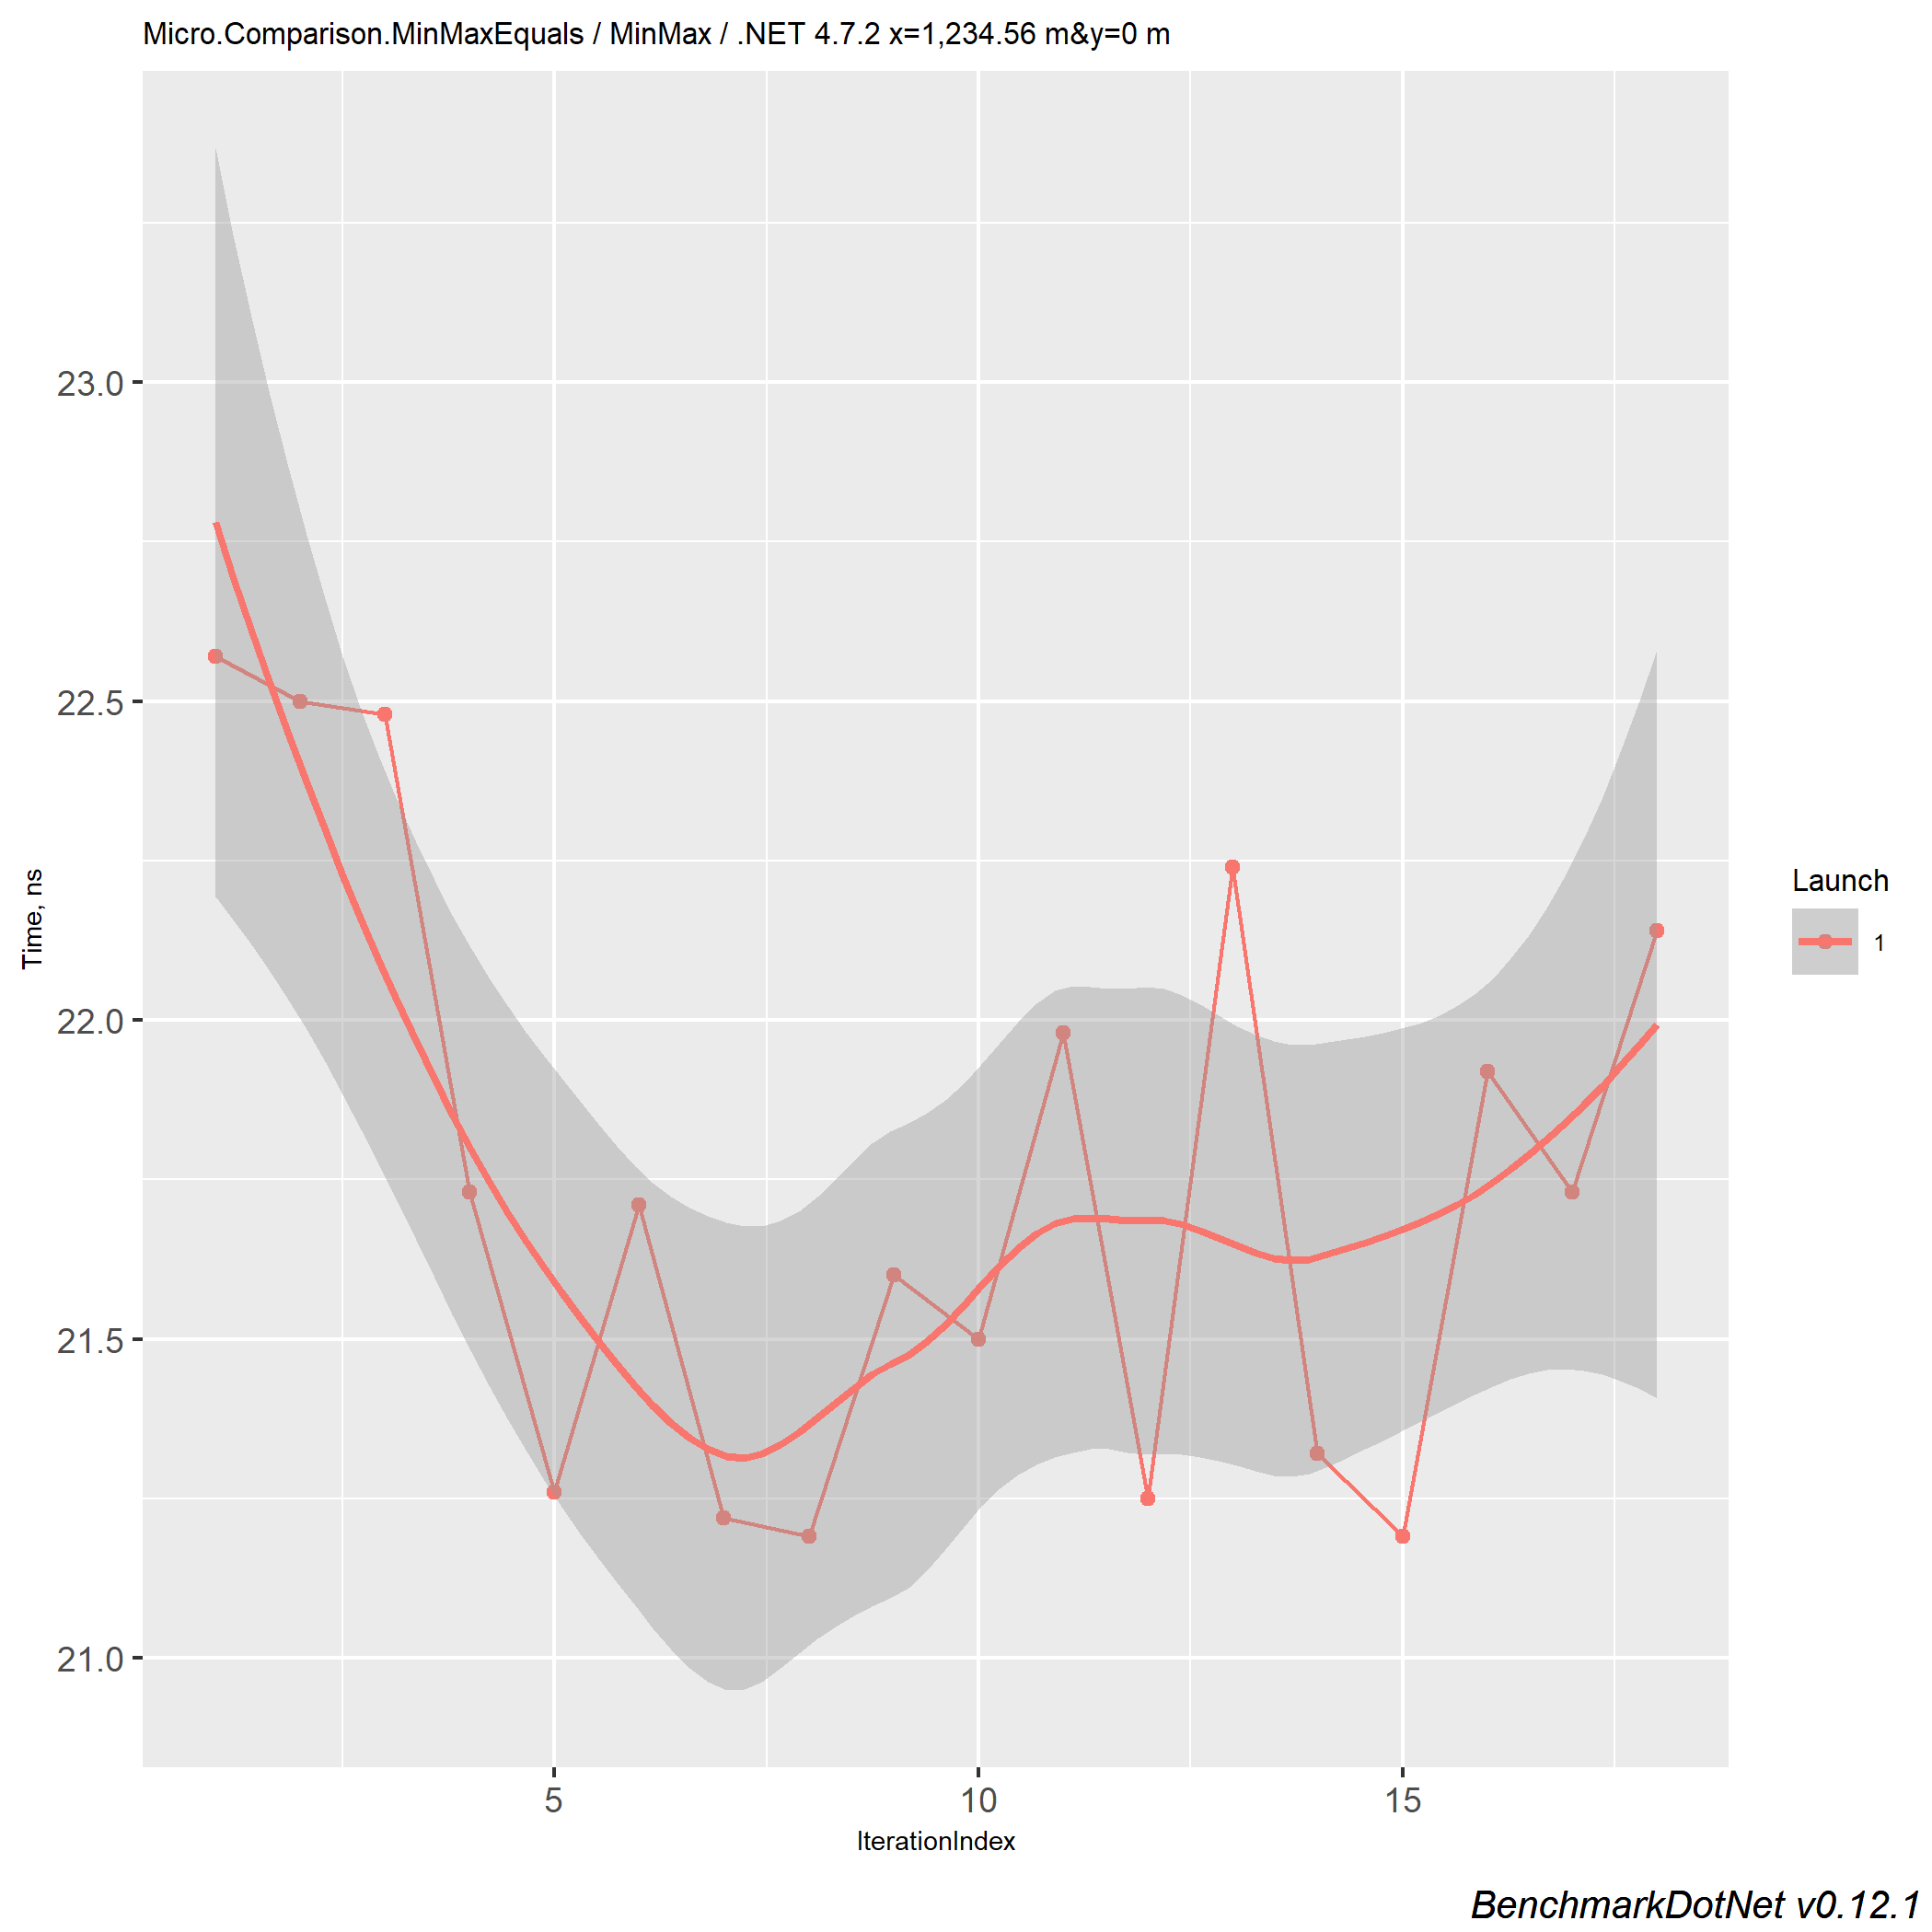 Micro.Comparison.MinMaxEquals / MinMax / .NET 4.7.2 x=1,234.56 m&y=0 m
23.0
22.5
22.0
21.5
21.0
Time, ns
5
10
15
IterationIndex
Launch
1
BenchmarkDotNet v0.12.1